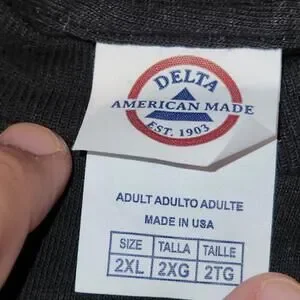 DELTA
AMERICAN MADE
EST. 1903
ADULT ADULTO ADULTE
MADE IN USA
SIZE TALLA TAILLE
2XL 2XG 2TG